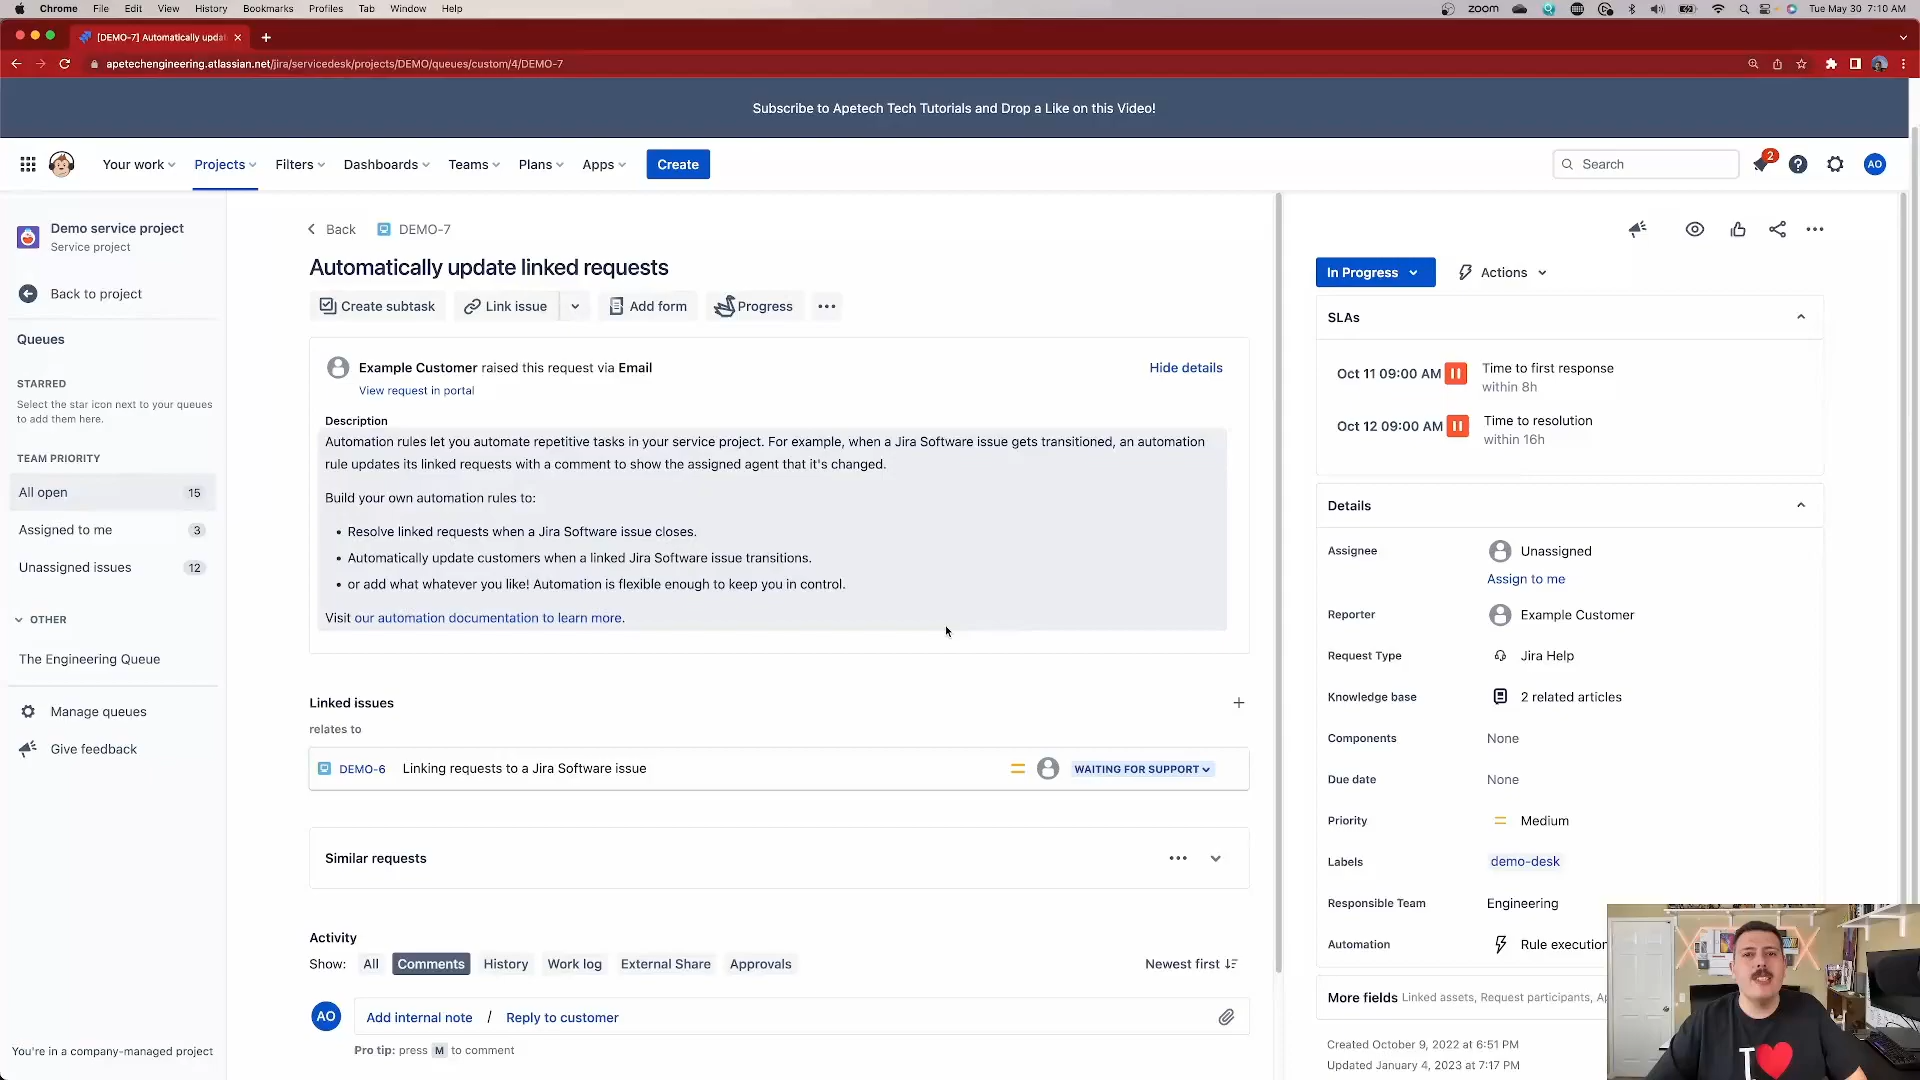 Chrome File Edit View History Bookmarks Profiles Tab Window Help
zoom
Tue May 30 7:10 AM
[DEMO-7] Automatically upda
apetechengineering.atlassian.net/jira/servicedesk/projects/DEMO/queues/custom/4/DEMO-7
Subscribe to Apetech Tech Tutorials and Drop a Like on this Video!
Your work Projects Filters Dashboards Teams Plans Apps Create
Search
2
AO
Demo service project
Service project
Back to project
Queues
STARRED
Select the star icon next to your queues
to add them here.
TEAM PRIORITY
All open 15
Assigned to me 3
Unassigned issues 12
OTHER
The Engineering Queue
Manage queues
Give feedback
You're in a company-managed project
Back DEMO-7
Automatically update linked requests
Create subtask Link issue Add form Progress
Example Customer raised this request via Email
Hide details
View request in portal
Description
Automation rules let you automate repetitive tasks in your service project. For example, when a Jira Software issue gets transitioned, an automation
rule updates its linked requests with a comment to show the assigned agent that it's changed.
Build your own automation rules to:
• Resolve linked requests when a Jira Software issue closes.
• Automatically update customers when a linked Jira Software issue transitions.
• or add what whatever you like! Automation is flexible enough to keep you in control.
Visit our automation documentation to learn more.
Linked issues
relates to
DEMO-6 Linking requests to a Jira Software issue WAITING FOR SUPPORT
Similar requests
Activity
Show: All Comments History Work log External Share Approvals
Newest first
AO
Add internal note / Reply to customer
Pro tip: press M to comment
In Progress Actions
SLAs
Oct 11 09:00 AM Time to first response
within 8h
Oct 12 09:00 AM Time to resolution
within 16h
Details
Assignee Unassigned
Assign to me
Reporter Example Customer
Request Type Jira Help
Knowledge base 2 related articles
Components None
Due date None
Priority Medium
Labels demo-desk
Responsible Team Engineering
Automation Rule execution
More fields Linked assets, Request participants, Ap
Created October 9, 2022 at 6:51 PM
Updated January 4, 2023 at 7:17 PM
I